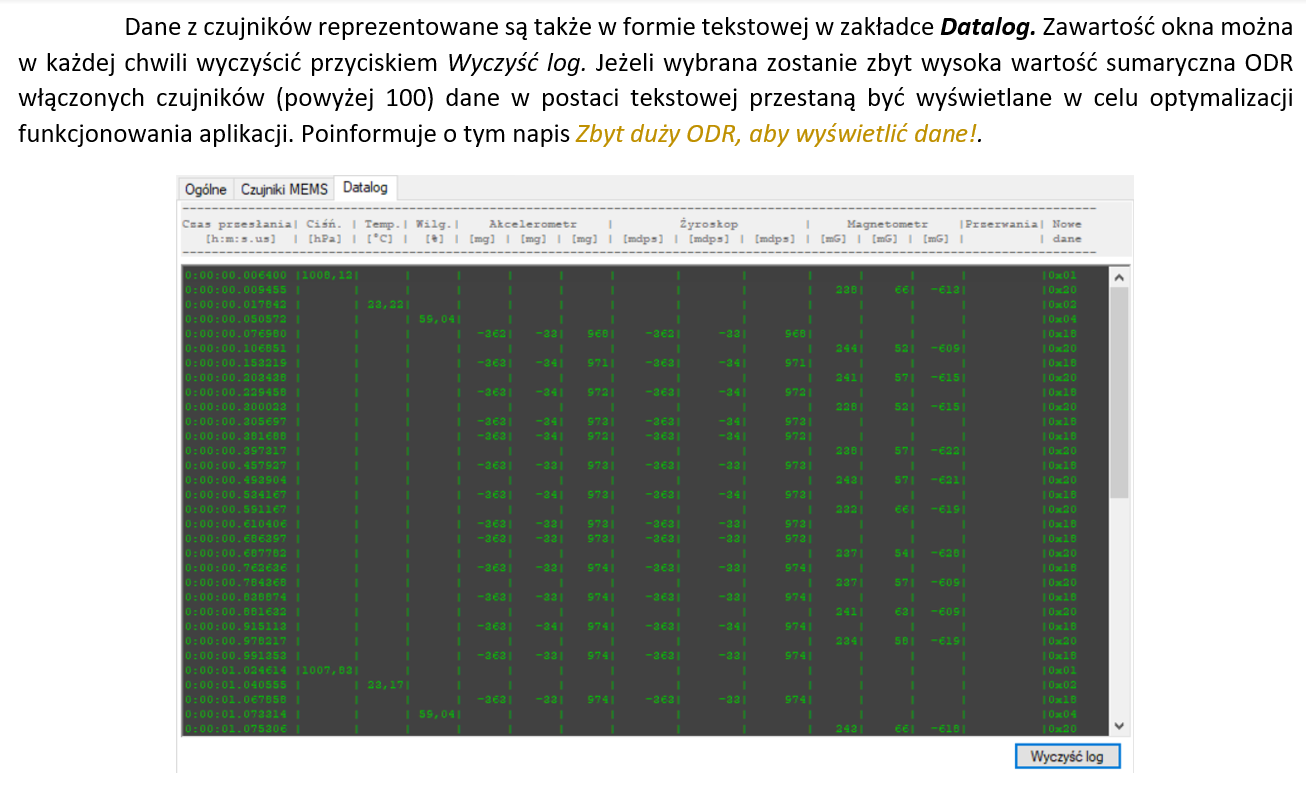 Dane z czujników reprezentowane są także w formie tekstowej w zakładce Datalog. Zawartość okna można
w każdej chwili wyczyścić przyciskiem Wyczyść log. Jeżeli wybrana zostanie zbyt wysoka wartość sumaryczna ODR
włączonych czujników (powyżej 100) dane w postaci tekstowej przestaną być wyświetlane w celu optymalizacji
funkcjonowania aplikacji. Poinformuje o tym napis Zbyt duży ODR, aby wyświetlić dane!.
Ogólne Czujniki MEMS Datalog
Czas przesłania| Ciśn. | Temp.| Wilg.| Akcelerometr | Żyroskop | Magnetometr |Przerwania| Nowe
[h:m:s.us] | [hPa] | [°C] | [%] | [mg] | [mg] | [mg] | [mdps] | [mdps] | [mdps] | [mG] | [mG] | [mG] | | dane
0:00:00.006400 |1008,12| | | | | | | | | | | | |0x01
0:00:00.009455 | | | | | | | | | | 238| 66| -613| |0x20
0:00:00.017842 | | 23,22| | | | | | | | | | | |0x02
0:00:00.050572 | | | 59,04| | | | | | | | | | |0x04
0:00:00.076980 | | | | -362| -33| 968| -362| -33| 968| | | | |0x18
0:00:00.106851 | | | | | | | | | | 244| 52| -609| |0x20
0:00:00.153219 | | | | -363| -34| 971| -363| -34| 971| | | | |0x18
0:00:00.203438 | | | | | | | | | | 241| 57| -615| |0x20
0:00:00.229458 | | | | -363| -34| 972| -363| -34| 972| | | | |0x18
0:00:00.300023 | | | | | | | | | | 228| 52| -615| |0x20
0:00:00.305697 | | | | -363| -34| 973| -363| -34| 973| | | | |0x18
0:00:00.381688 | | | | -363| -34| 972| -363| -34| 972| | | | |0x18
0:00:00.397317 | | | | | | | | | | 238| 57| -622| |0x20
0:00:00.457927 | | | | -363| -33| 973| -363| -33| 973| | | | |0x18
0:00:00.493904 | | | | | | | | | | 243| 57| -621| |0x20
0:00:00.534167 | | | | -363| -34| 973| -363| -34| 973| | | | |0x18
0:00:00.591167 | | | | | | | | | | 232| 66| -619| |0x20
0:00:00.610406 | | | | -363| -33| 973| -363| -33| 973| | | | |0x18
0:00:00.686397 | | | | -363| -33| 973| -363| -33| 973| | | | |0x18
0:00:00.687782 | | | | | | | | | | 237| 54| -628| |0x20
0:00:00.762636 | | | | -363| -33| 974| -363| -33| 974| | | | |0x18
0:00:00.784368 | | | | | | | | | | 237| 57| -609| |0x20
0:00:00.838874 | | | | -363| -33| 974| -363| -33| 974| | | | |0x18
0:00:00.881632 | | | | | | | | | | 241| 63| -609| |0x20
0:00:00.915113 | | | | -363| -34| 974| -363| -34| 974| | | | |0x18
0:00:00.978217 | | | | | | | | | | 234| 58| -619| |0x20
0:00:00.991353 | | | | -363| -33| 974| -363| -33| 974| | | | |0x18
0:00:01.024614 |1007,83| | | | | | | | | | | | |0x01
0:00:01.040555 | | 23,17| | | | | | | | | | | |0x02
0:00:01.067858 | | | | -363| -33| 974| -363| -33| 974| | | | |0x18
0:00:01.073314 | | | 59,04| | | | | | | | | | |0x04
0:00:01.075306 | | | | | | | | | | 242| 66| -618| |0x20
Wyczyść log